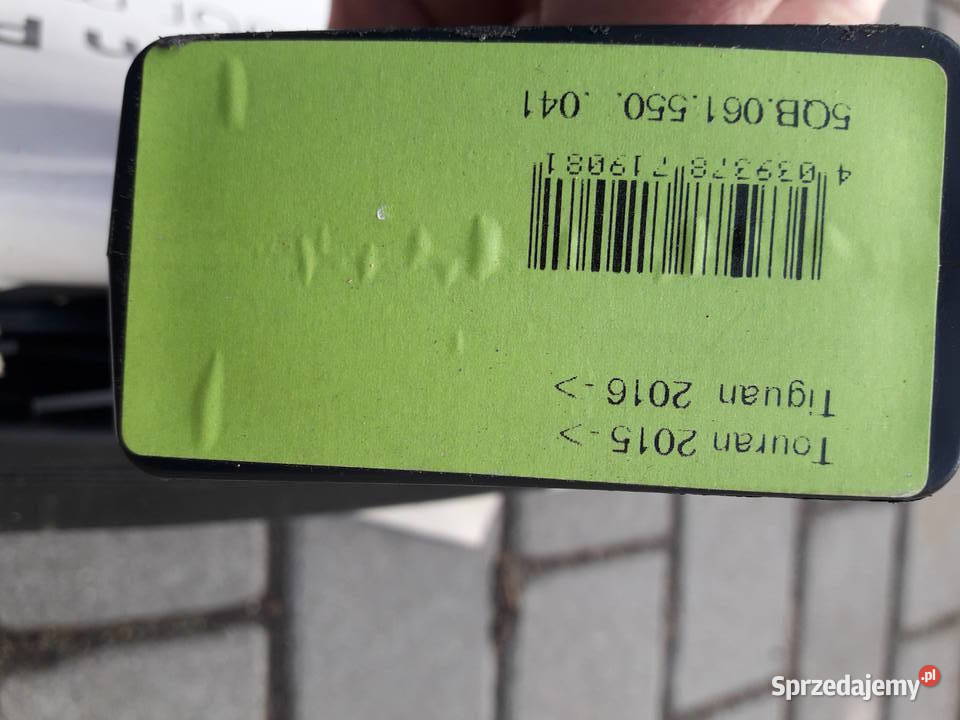 Touran 2015->
Tiguan 2016->
4 039378 719081
5QB.061.550. .041
Sprzedajemy.pl